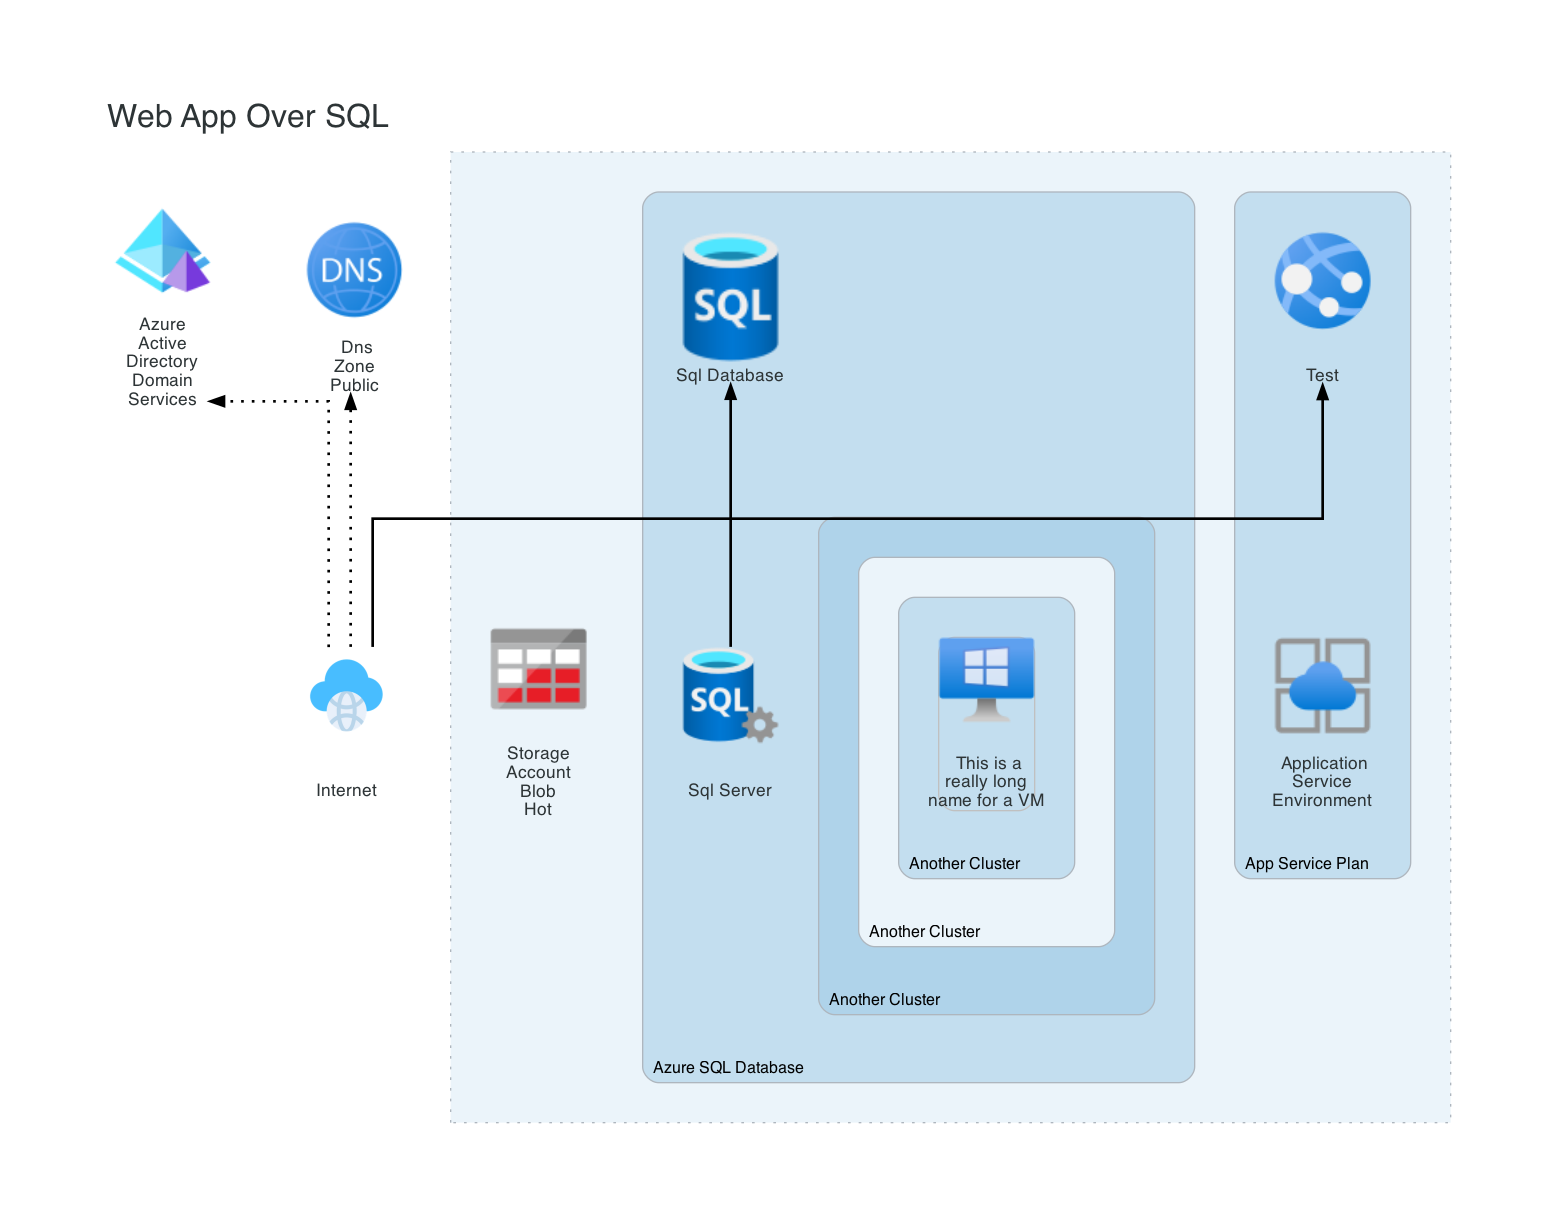 Web App Over SQL
DNS
SQL
Azure
Active
Directory
Domain
Services
Dns
Zone
Public
Sql Database
Test
SQL
Internet
Storage
Account
Blob
Hot
Sql Server
This is a
really long
name for a VM
Application
Service
Environment
Another Cluster
App Service Plan
Another Cluster
Another Cluster
Azure SQL Database